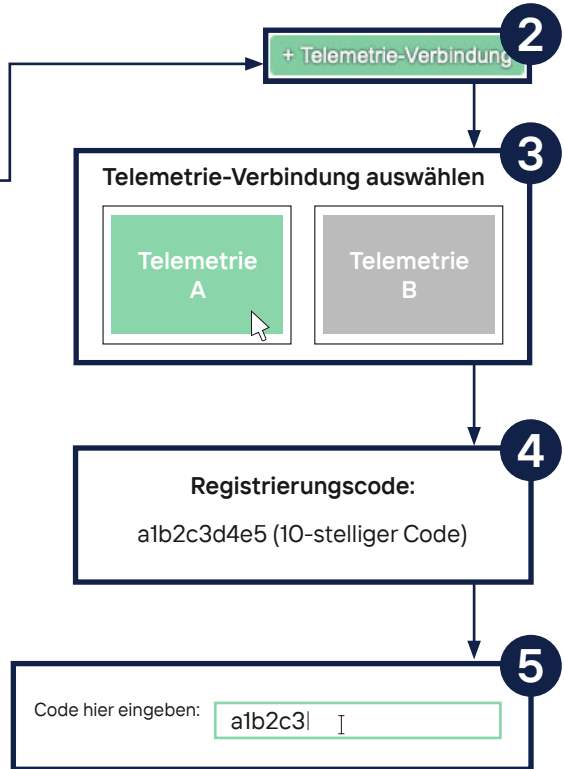 2
+ Telemetrie-Verbindung
3
Telemetrie-Verbindung auswählen
Telemetrie
A
Telemetrie
B
4
Registrierungscode:
a1b2c3d4e5 (10-stelliger Code)
5
Code hier eingeben: a1b2c3